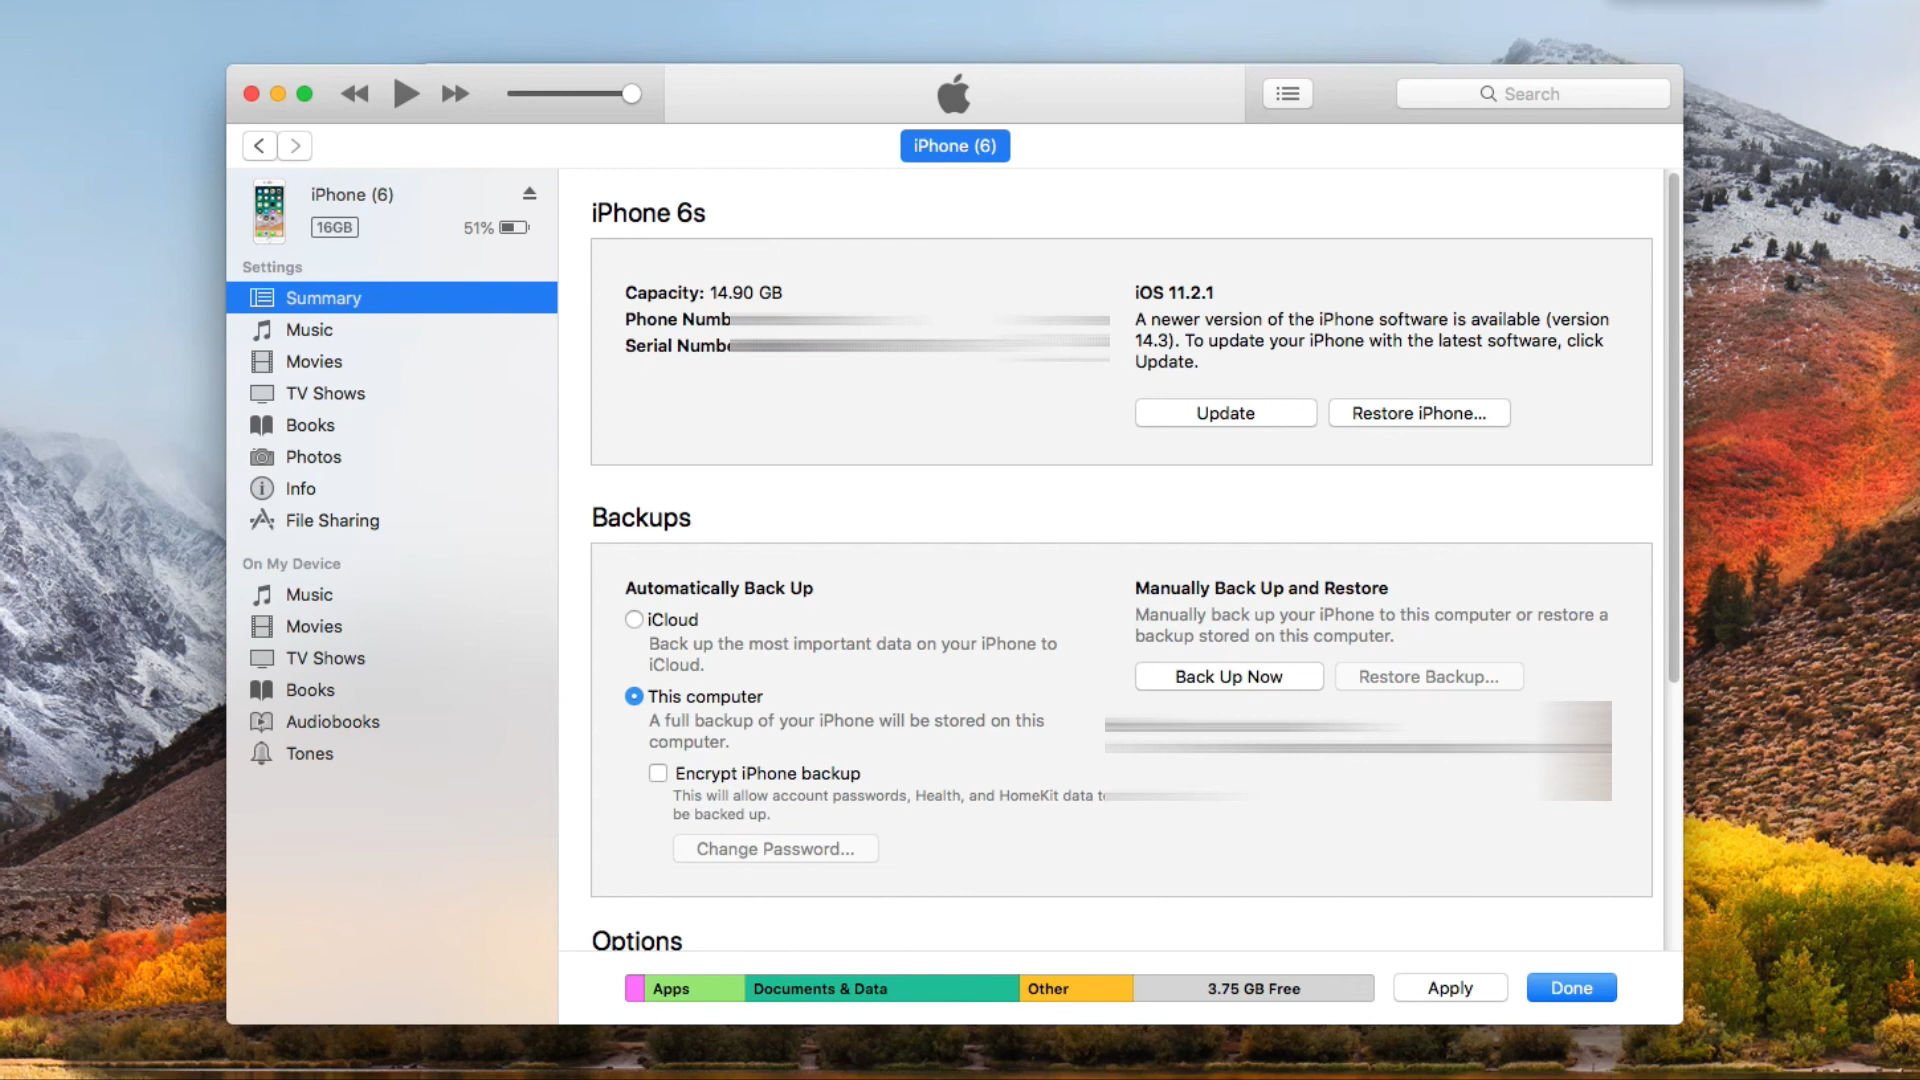 Search
iPhone (6)
iPhone (6)
16GB
51%
Settings
Summary
Music
Movies
TV Shows
Books
Photos
Info
File Sharing
On My Device
Music
Movies
TV Shows
Books
Audiobooks
Tones
iPhone 6s
Capacity: 14.90 GB
Phone Numb
Serial Numb
iOS 11.2.1
A newer version of the iPhone software is available (version
14.3). To update your iPhone with the latest software, click
Update.
Update
Restore iPhone...
Backups
Automatically Back Up
iCloud
Back up the most important data on your iPhone to
iCloud.
This computer
A full backup of your iPhone will be stored on this
computer.
Encrypt iPhone backup
This will allow account passwords, Health, and HomeKit data
be backed up.
Change Password...
Manually Back Up and Restore
Manually back up your iPhone to this computer or restore a
backup stored on this computer.
Back Up Now
Restore Backup...
Options
Apps
Documents & Data
Other
3.75 GB Free
Apply
Done